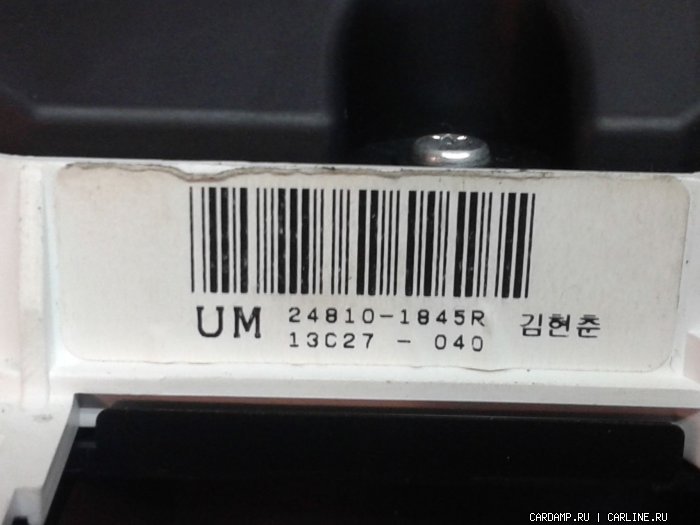 UM 24810-1845R 김현춘
13C27 - 040
CARDAMP.RU | CARLINE.RU